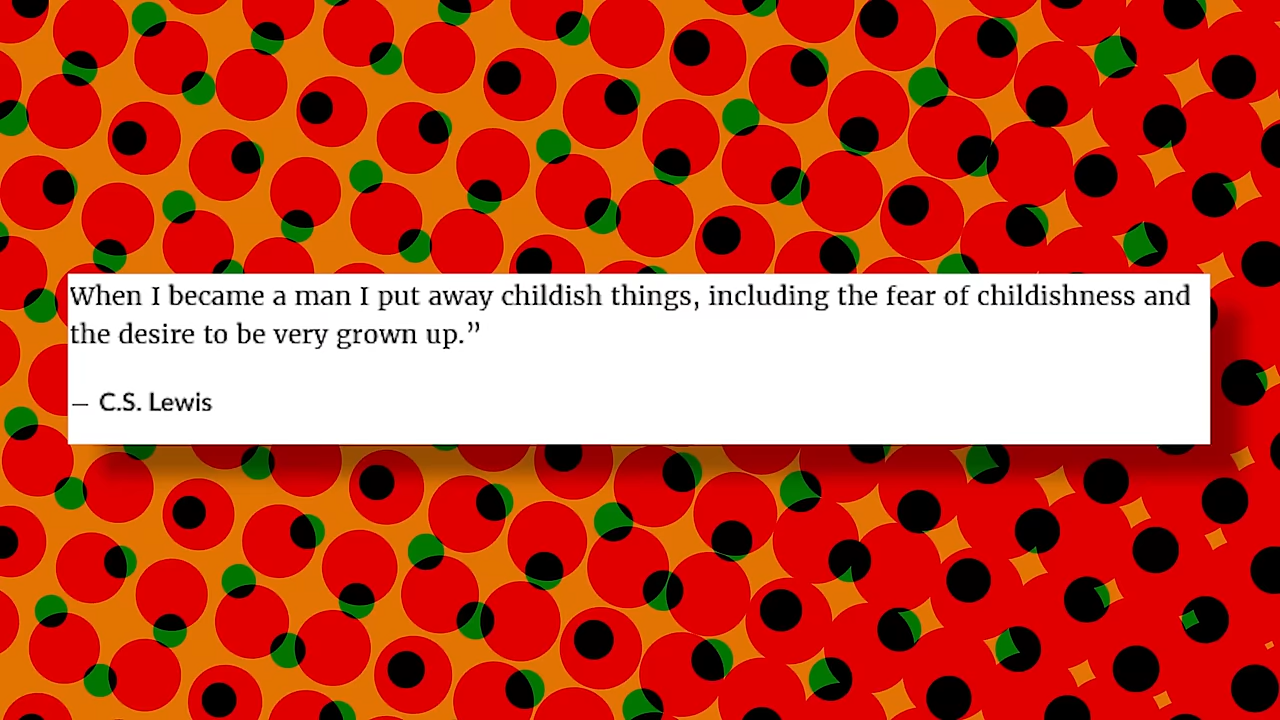 When I became a man I put away childish things, including the fear of childishness and
the desire to be very grown up.”
— C.S. Lewis